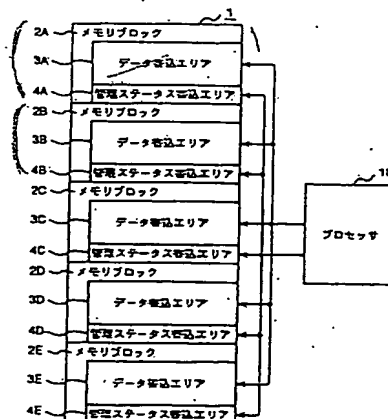 1
2A メモリブロック
3A データ書込エリア
4A 管理ステータス書込エリア
2B メモリブロック
3B データ書込エリア
4B 管理ステータス書込エリア
2C メモリブロック
3C データ書込エリア
4C 管理ステータス書込エリア
2D メモリブロック
3D データ書込エリア
4D 管理ステータス書込エリア
2E メモリブロック
3E データ書込エリア
4E 管理ステータス書込エリア
プロセッサ